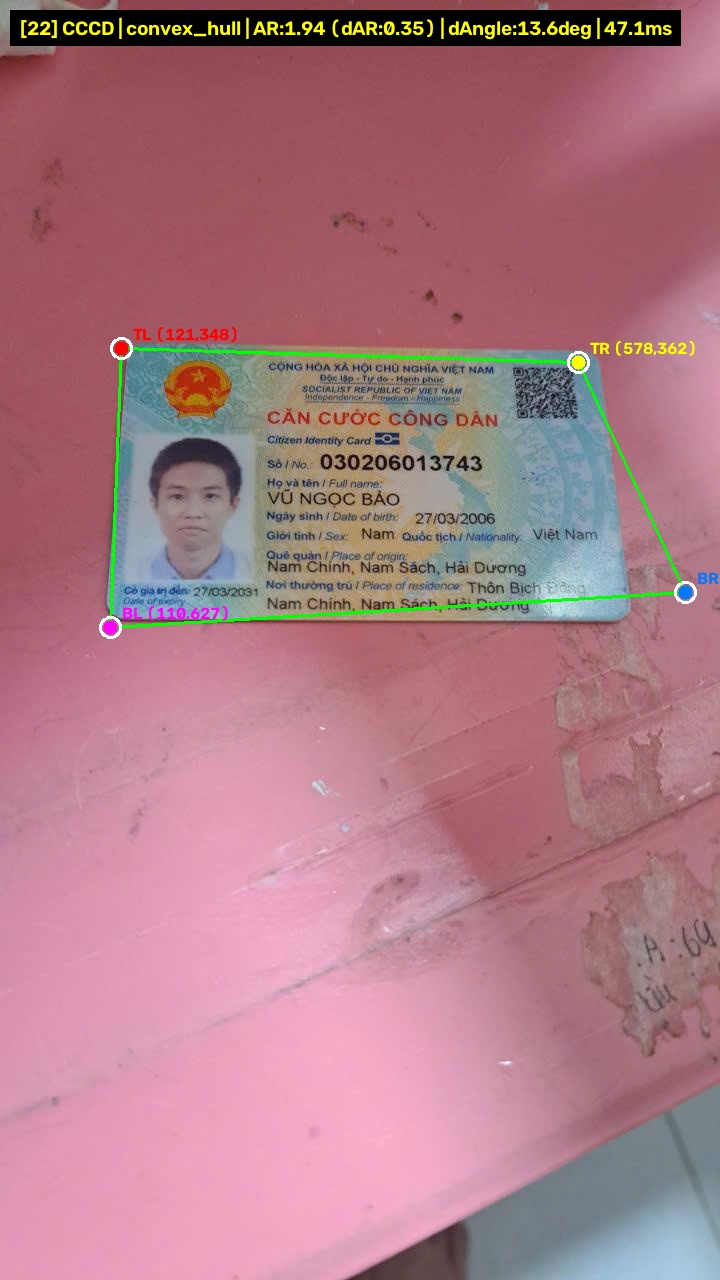 [22] CCCD | convex_hull | AR:1.94 (dAR:0.35) | dAngle:13.6deg | 47.1ms
TL (121,348)
TR (578,362)
CỘNG HÒA XÃ HỘI CHỦ NGHĨA VIỆT NAM
Độc lập - Tự do - Hạnh phúc
SOCIALIST REPUBLIC OF VIET NAM
Independence - Freedom - Happiness
CĂN CƯỚC CÔNG DÂN
Citizen Identity Card
Số / No.: 030206013743
Họ và tên / Full name:
VŨ NGỌC BẢO
Ngày sinh / Date of birth: 27/03/2006
Giới tính / Sex: Nam Quốc tịch / Nationality: Việt Nam
Quê quán / Place of origin:
Nam Chính, Nam Sách, Hải Dương
Nơi thường trú / Place of residence: Thôn Bịch Đông
Nam Chính, Nam Sách, Hải Dương
Có giá trị đến: 27/03/2031
Date of expiry
BR
BL (110,627)
A:64